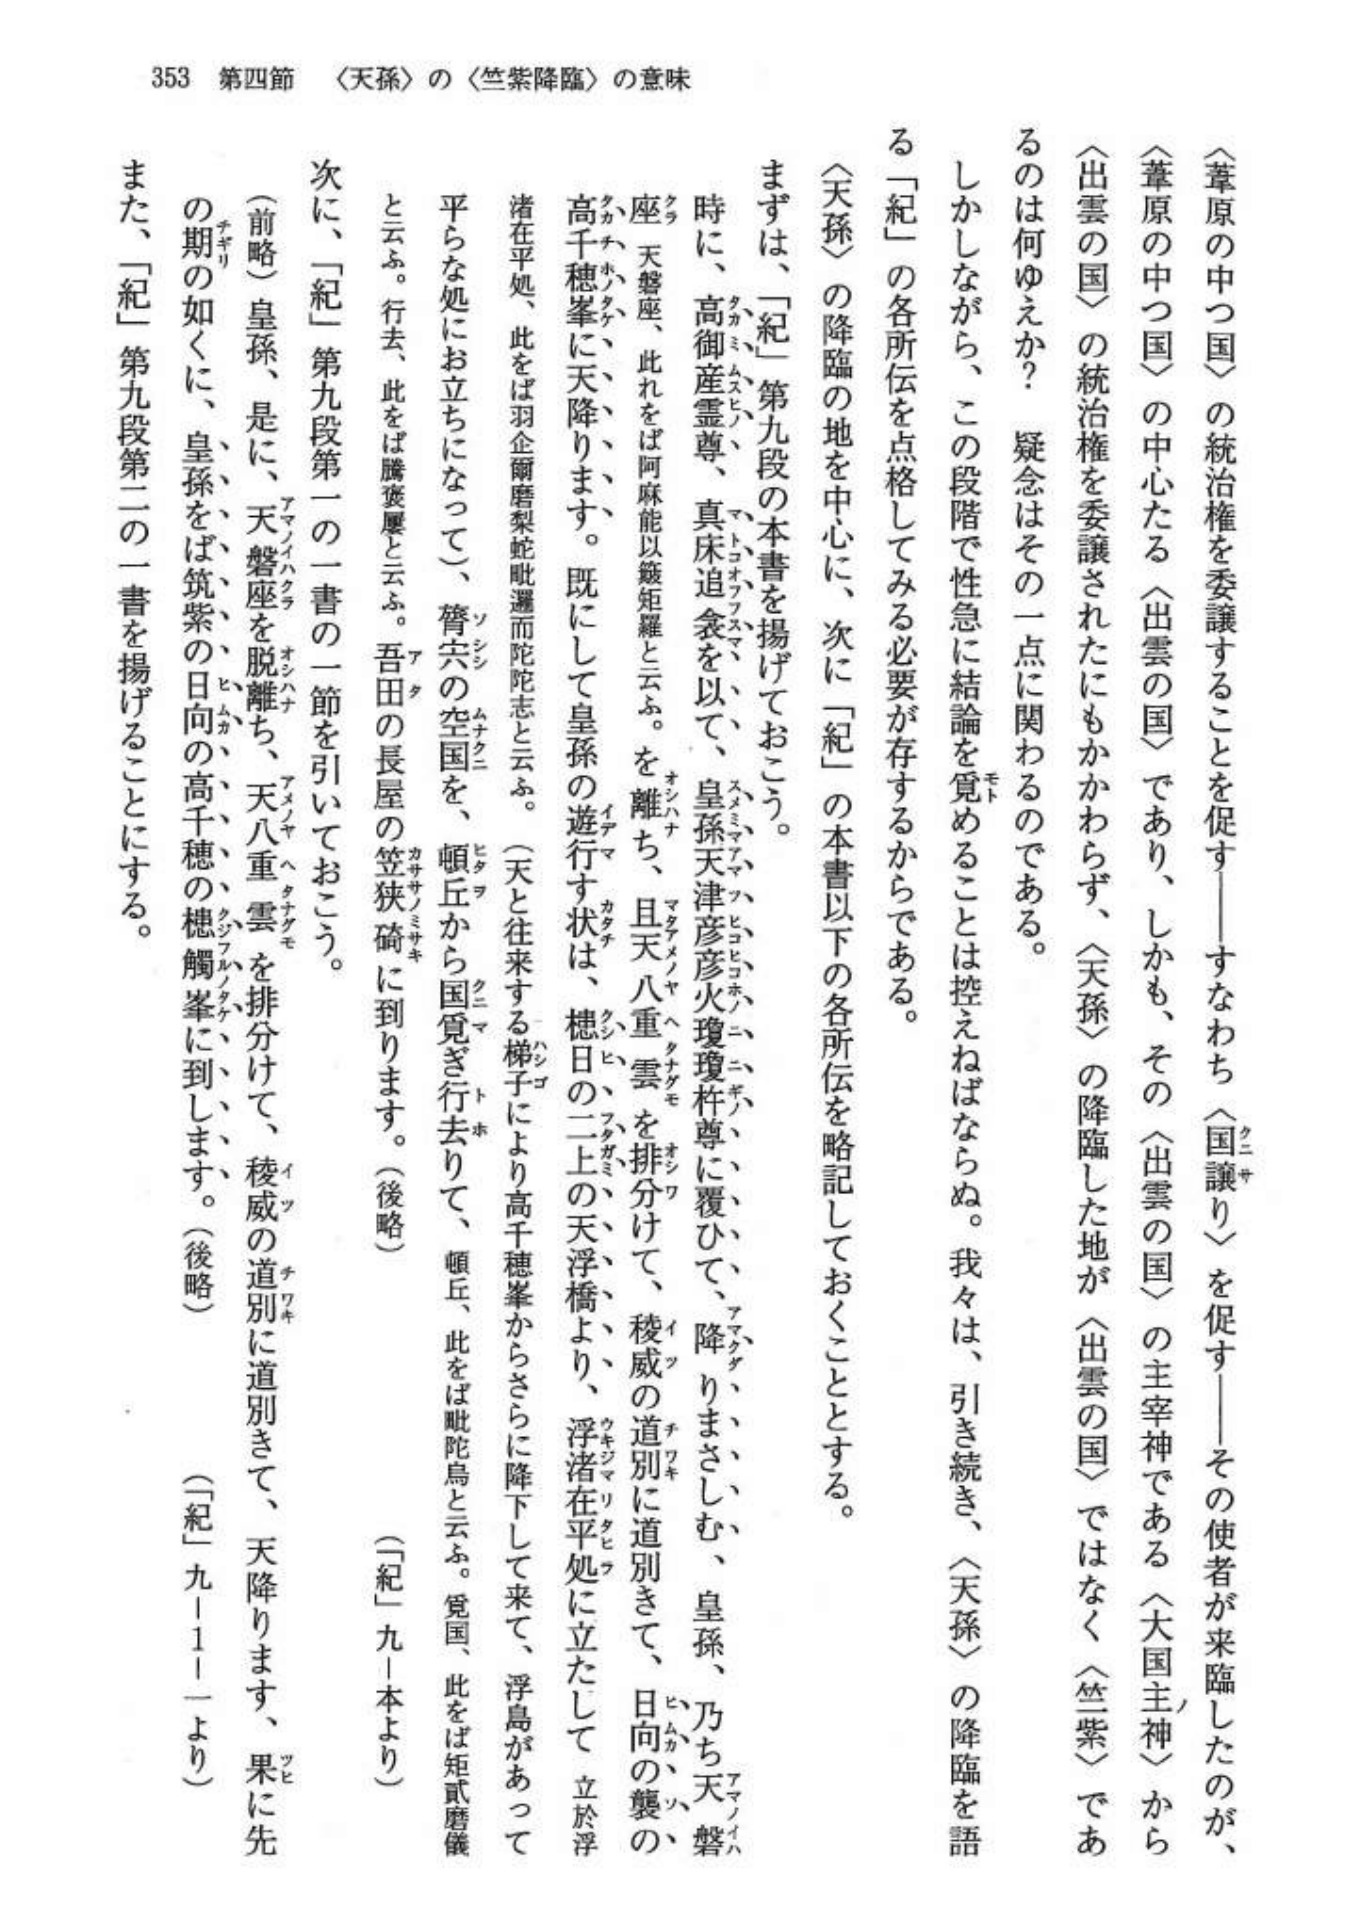 353　第四節　〈天孫〉の〈竺紫降臨〉の意味
〈葦原の中つ国〉の統治権を委譲することを促す――すなわち〈国譲り〉を促す――その使者が来臨したのが、
〈葦原の中つ国〉の中心たる〈出雲の国〉であり、しかも、その〈出雲の国〉の主宰神である〈大国主神〉から
〈出雲の国〉の統治権を委譲されたにもかかわらず、〈天孫〉の降臨した地が〈出雲の国〉ではなく〈竺紫〉であ
るのは何ゆえか？　疑念はその一点に関わるのである。
しかしながら、この段階で性急に結論を覓めることは控えねばならぬ。我々は、引き続き、〈天孫〉の降臨を語
る「紀」の各所伝を点格してみる必要が存するからである。
〈天孫〉の降臨の地を中心に、次に「紀」の本書以下の各所伝を略記しておくこととする。
まずは、「紀」第九段の本書を揚げておこう。
時に、高御産霊尊、真床追衾を以て、皇孫天津彦彦火瓊瓊杵尊に覆ひて、降りまさしむ、皇孫、乃ち天磐
座　天磐座、此れをば阿麻能以簸矩羅と云ふ。を離ち、且天八重雲を排分けて、稜威の道別に道別きて、日向の襲の
高千穂峯に天降ります。既にして皇孫の遊行す状は、槵日の二上の天浮橋より、浮渚在平処に立たして　立於浮
渚在平処、此をば羽企爾磨梨蛇毗邏而陀陀志と云ふ。（天と往来する梯子により高千穂峯からさらに降下して来て、浮島があって
平らな処にお立ちになって）、膂宍の空国を、頓丘から国覓ぎ行去りて、頓丘、此をば毗陀烏と云ふ。覓国、此をば矩貳磨儀
と云ふ。行去、此をば騰褒屢と云ふ。吾田の長屋の笠狭碕に到ります。（後略）　（「紀」九―本より）
次に、「紀」第九段第一の一書の一節を引いておこう。
（前略）皇孫、是に、天磐座を脱離ち、天八重雲を排分けて、稜威の道別に道別きて、天降ります、果に先
の期の如くに、皇孫をば筑紫の日向の高千穂の槵觸峯に到します。（後略）　（「紀」九―1―一より）
また、「紀」第九段第二の一書を揚げることにする。